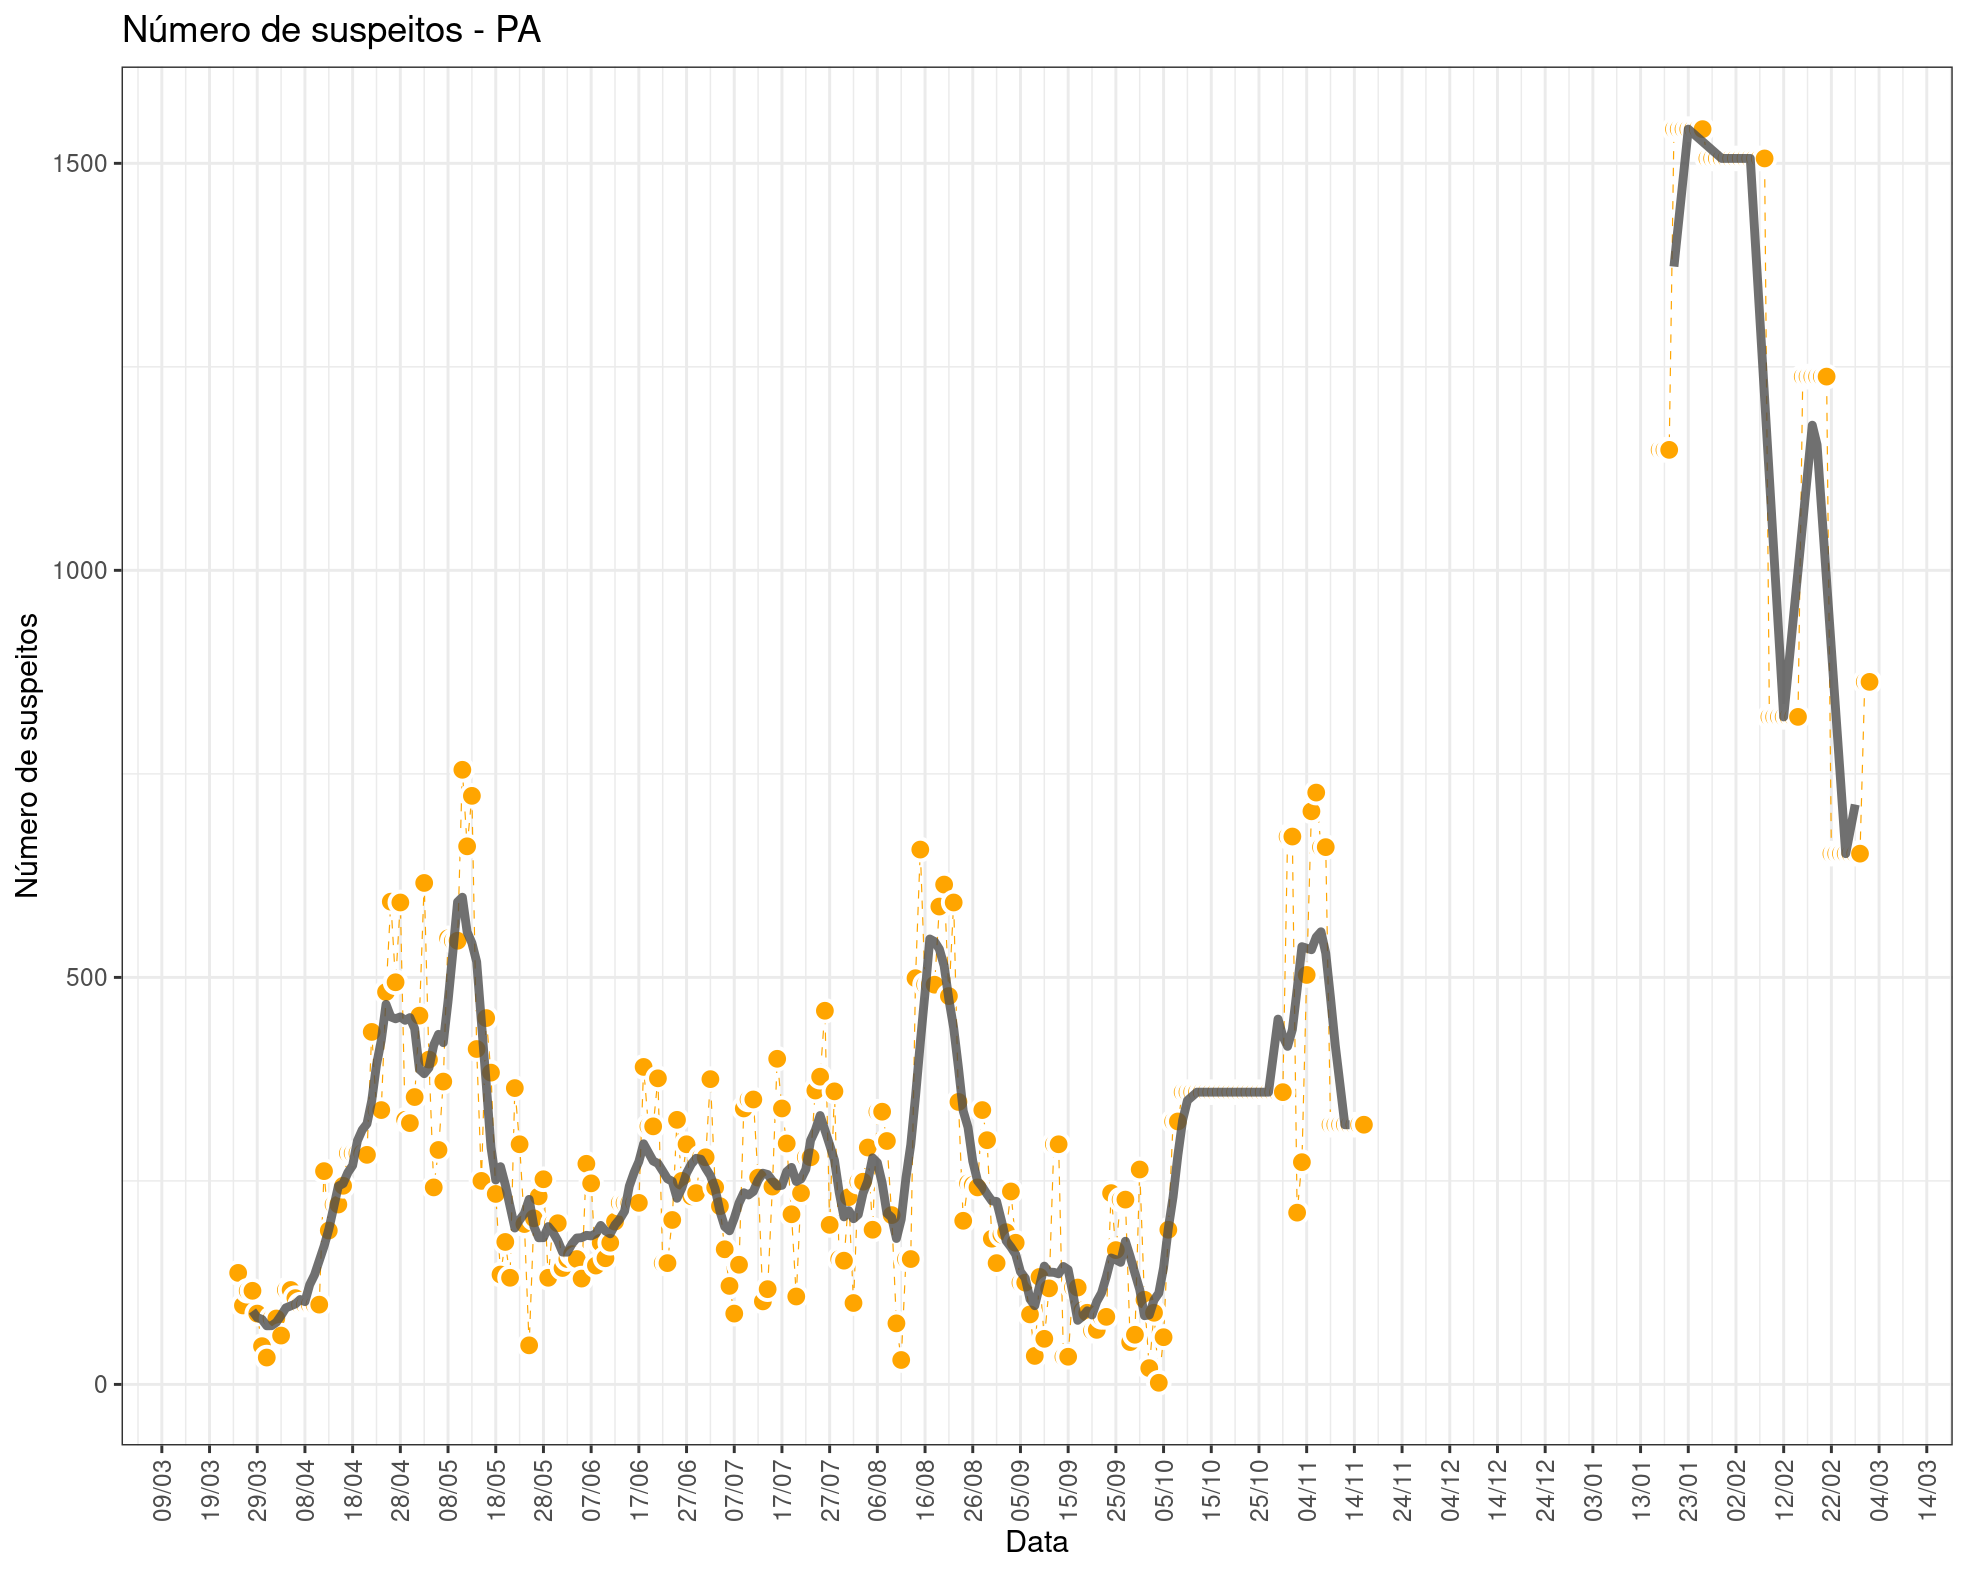 Número de suspeitos - PA
Número de suspeitos
1500
1000
500
0
09/03 19/03 29/03 08/04 18/04 28/04 08/05 18/05 28/05 07/06 17/06 27/06 07/07 17/07 27/07 06/08 16/08 26/08 05/09 15/09 25/09 05/10 15/10 25/10 04/11 14/11 24/11 04/12 14/12 24/12 03/01 13/01 23/01 02/02 12/02 22/02 04/03 14/03
Data